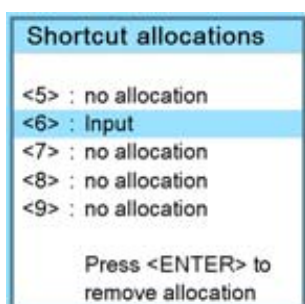 Shortcut allocations
<5> : no allocation
<6> : Input
<7> : no allocation
<8> : no allocation
<9> : no allocation
Press <ENTER> to
remove allocation